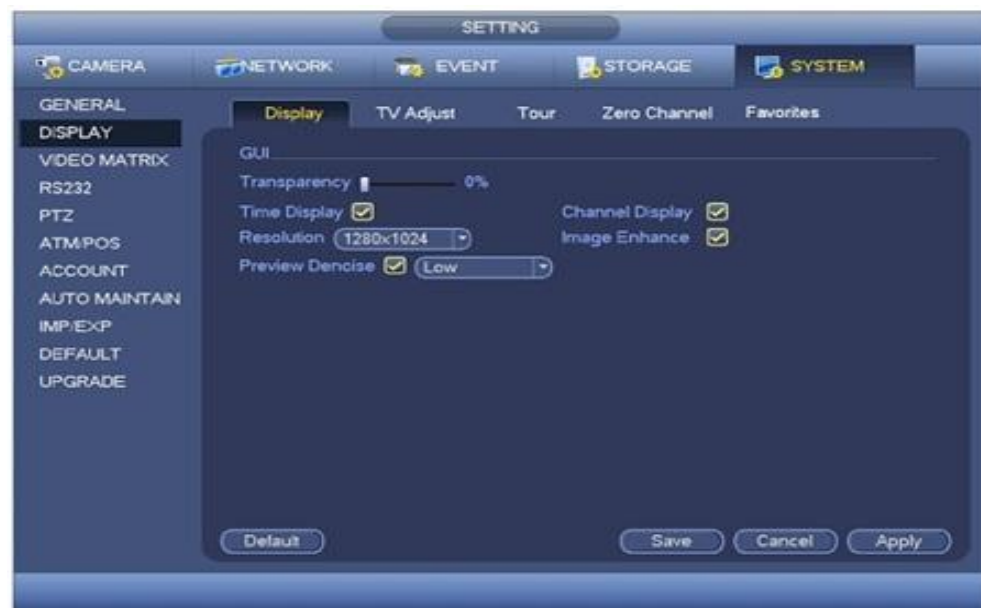 SETTING
CAMERA NETWORK EVENT STORAGE SYSTEM
GENERAL
DISPLAY
VIDEO MATRIX
RS232
PTZ
ATM/POS
ACCOUNT
AUTO MAINTAIN
IMP/EXP
DEFAULT
UPGRADE
Display TV Adjust Tour Zero Channel Favorites
GUI
Transparency 0%
Time Display Channel Display
Resolution 1280x1024 Image Enhance
Preview Denoise Low
Default Save Cancel Apply